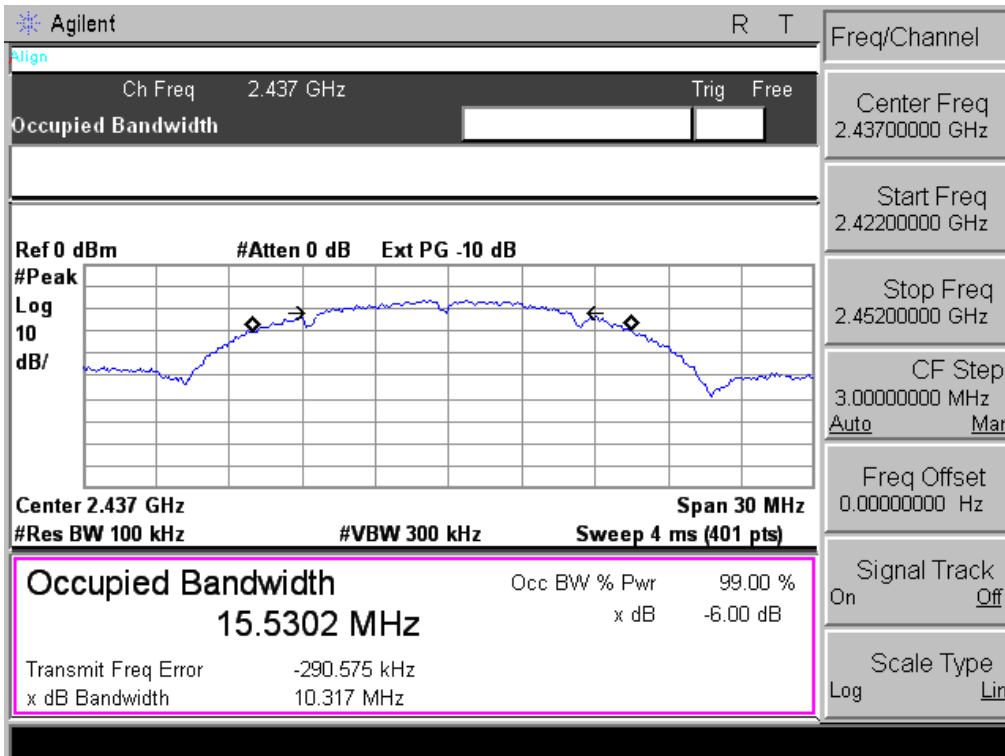 Agilent R T
Align
Ch Freq 2.437 GHz Trig Free
Occupied Bandwidth
Ref 0 dBm #Atten 0 dB Ext PG -10 dB
#Peak
Log
10
dB/
Center 2.437 GHz Span 30 MHz
#Res BW 100 kHz #VBW 300 kHz Sweep 4 ms (401 pts)
Occupied Bandwidth Occ BW % Pwr 99.00 %
15.5302 MHz x dB -6.00 dB
Transmit Freq Error -290.575 kHz
x dB Bandwidth 10.317 MHz
Freq/Channel
Center Freq
2.43700000 GHz
Start Freq
2.42200000 GHz
Stop Freq
2.45200000 GHz
CF Step
3.00000000 MHz
Auto Man
Freq Offset
0.00000000 Hz
Signal Track
On Off
Scale Type
Log Lin